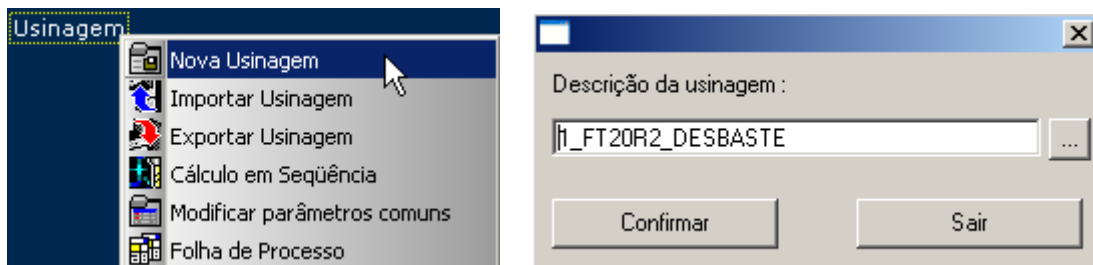 Usinagem
Nova Usinagem
Importar Usinagem
Exportar Usinagem
Cálculo em Seqüência
Modificar parâmetros comuns
Folha de Processo
Descrição da usinagem :
1_FT20R2_DESBASTE
...
Confirmar
Sair